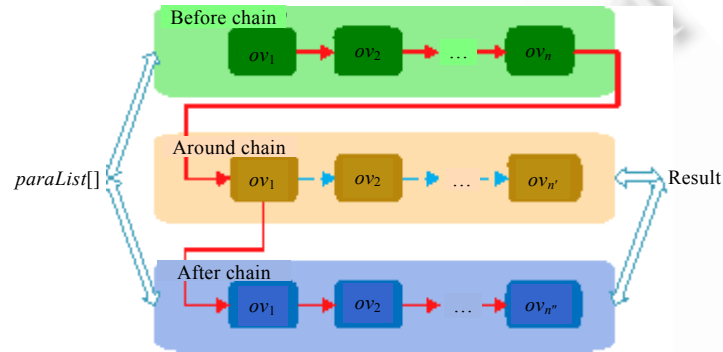 Before chain
ov1 ov2 … ovn
Around chain
paraList[] ov1 ov2 … ovn′ Result
After chain
ov1 ov2 … ovn″